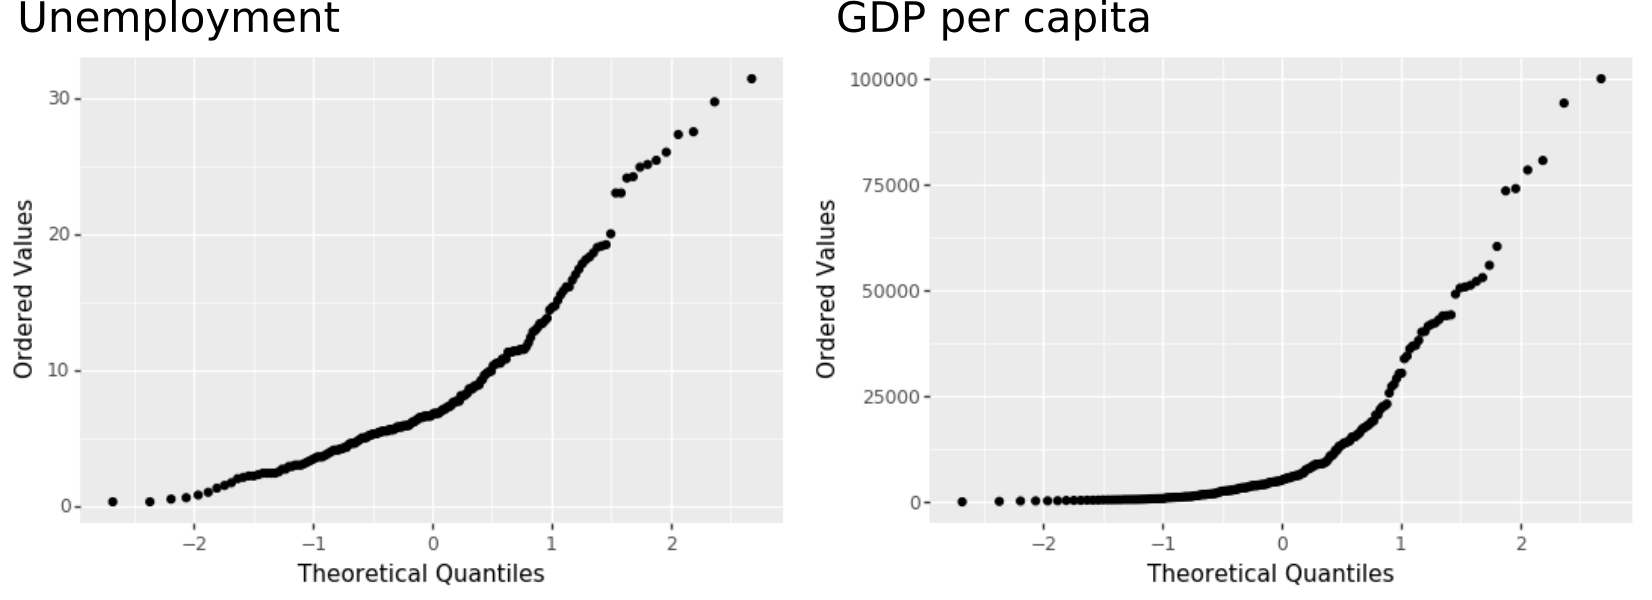 Unemployment
30
20
10
0
Ordered Values
−2 −1 0 1 2
Theoretical Quantiles
GDP per capita
100000
75000
50000
25000
0
Ordered Values
−2 −1 0 1 2
Theoretical Quantiles